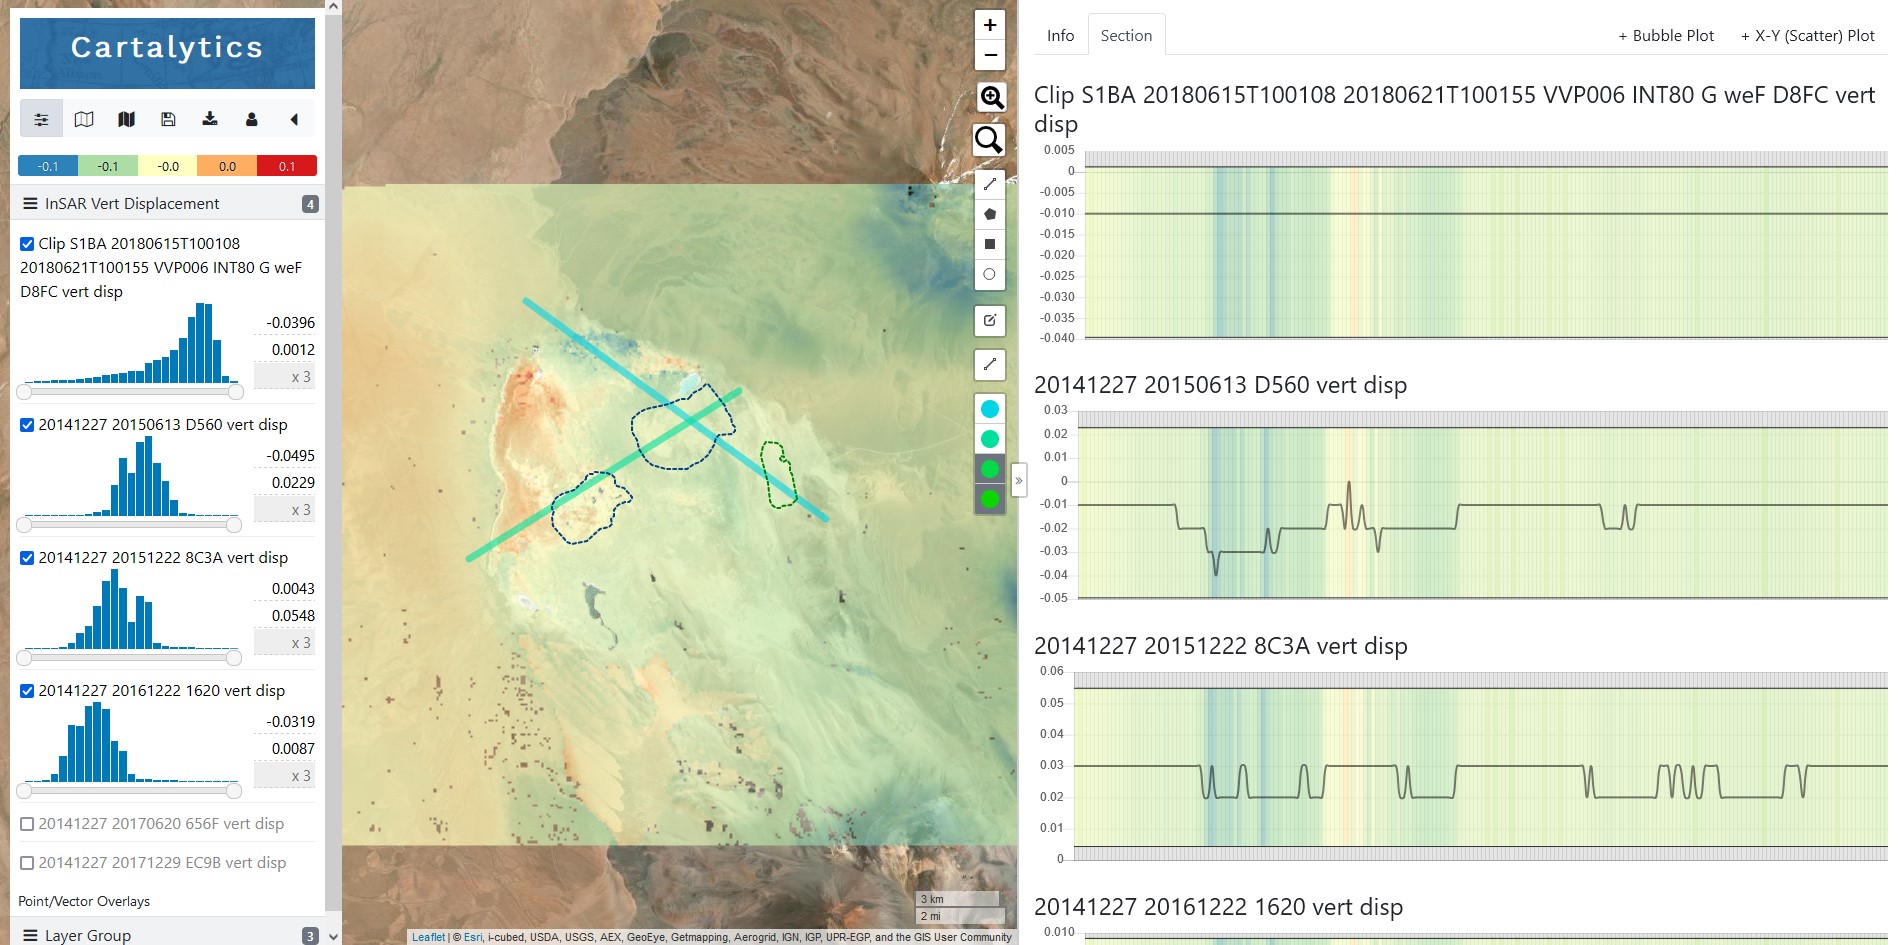 Cartalytics
-0.1 -0.1 -0.0 0.0 0.1
InSAR Vert Displacement 4
Clip S1BA 20180615T100108
20180621T100155 VVP006 INT80 G weF
D8FC vert disp
-0.0396
0.0012
x 3
20141227 20150613 D560 vert disp
-0.0495
0.0229
x 3
20141227 20151222 8C3A vert disp
0.0043
0.0548
x 3
20141227 20161222 1620 vert disp
-0.0319
0.0087
x 3
20141227 20170620 656F vert disp
20141227 20171229 EC9B vert disp
Point/Vector Overlays
Layer Group 3
+
−
»
3 km
2 mi
Leaflet | © Esri, i-cubed, USDA, USGS, AEX, GeoEye, Getmapping, Aerogrid, IGN, IGP, UPR-EGP, and the GIS User Community
Info Section + Bubble Plot + X-Y (Scatter) Plot
Clip S1BA 20180615T100108 20180621T100155 VVP006 INT80 G weF D8FC vert
disp
0.005
0
-0.005
-0.010
-0.015
-0.020
-0.025
-0.030
-0.035
-0.040
20141227 20150613 D560 vert disp
0.03
0.02
0.01
0
-0.01
-0.02
-0.03
-0.04
-0.05
20141227 20151222 8C3A vert disp
0.06
0.05
0.04
0.03
0.02
0.01
0
20141227 20161222 1620 vert disp
0.010